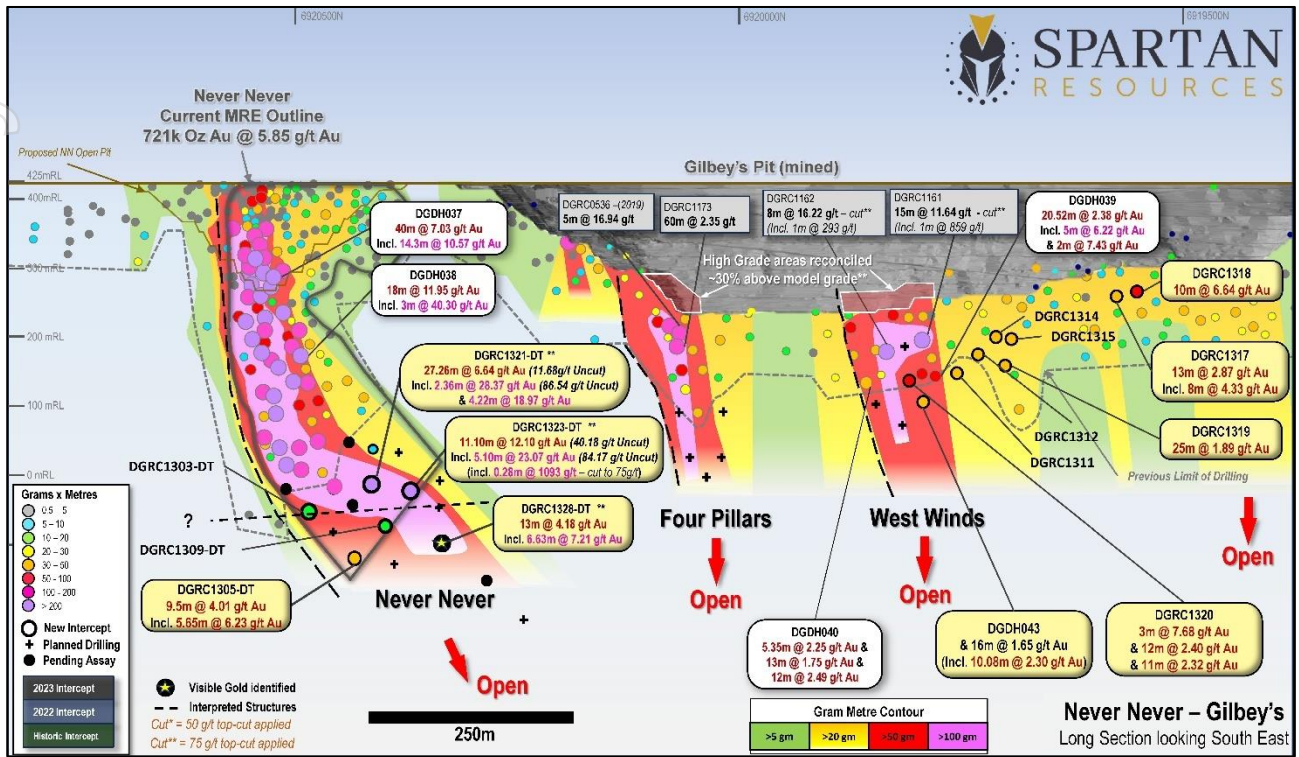 6920500N
6920000N
6919500N
SPARTAN
RESOURCES
Never Never
Current MRE Outline
721k Oz Au @ 5.85 g/t Au
Proposed NN Open Pit
Gilbey's Pit (mined)
425mRL
400mRL
300mRL
200 mRL
100 mRL
0 mRL
DGDH037
40m @ 7.03 g/t Au
Incl. 14.3m @ 10.57 g/t Au
DGDH038
18m @ 11.95 g/t Au
Incl. 3m @ 40.30 g/t Au
DGRC0536 –(2019)
5m @ 16.94 g/t
DGRC1173
60m @ 2.35 g/t
DGRC1162
8m @ 16.22 g/t – cut**
(Incl. 1m @ 293 g/t)
DGRC1161
15m @ 11.64 g/t - cut**
(Incl. 1m @ 859 g/t)
DGDH039
20.52m @ 2.38 g/t Au
Incl. 5m @ 6.22 g/t Au
& 2m @ 7.43 g/t Au
High Grade areas reconciled
~30% above model grade**
DGRC1318
10m @ 6.64 g/t Au
DGRC1314
DGRC1315
DGRC1317
13m @ 2.87 g/t Au
Incl. 8m @ 4.33 g/t Au
DGRC1321-DT **
27.26m @ 6.64 g/t Au (11.68g/t Uncut)
Incl. 2.36m @ 28.37 g/t Au (86.54 g/t Uncut)
& 4.22m @ 18.97 g/t Au
DGRC1323-DT **
11.10m @ 12.10 g/t Au (40.18 g/t Uncut)
Incl. 5.10m @ 23.07 g/t Au (84.17 g/t Uncut)
(incl. 0.28m @ 1093 g/t – cut to 75g/t)
DGRC1319
25m @ 1.89 g/t Au
DGRC1312
DGRC1311
Previous Limit of Drilling
DGRC1303-DT
?
DGRC1309-DT
DGRC1328-DT **
13m @ 4.18 g/t Au
Incl. 6.63m @ 7.21 g/t Au
Four Pillars
West Winds
Open
Open
Open
DGRC1305-DT
9.5m @ 4.01 g/t Au
Incl. 5.65m @ 6.23 g/t Au
Never Never
Open
DGDH040
5.35m @ 2.25 g/t Au &
13m @ 1.75 g/t Au &
12m @ 2.49 g/t Au
DGDH043
& 16m @ 1.65 g/t Au
(Incl. 10.08m @ 2.30 g/t Au)
DGRC1320
3m @ 7.68 g/t Au
& 12m @ 2.40 g/t Au
& 11m @ 2.32 g/t Au
Grams x Metres
0.5 5
5 – 10
10 – 20
20 – 30
30 – 50
50 - 100
100 - 200
> 200
New Intercept
Planned Drilling
Pending Assay
2023 Intercept
2022 Intercept
Historic Intercept
Visible Gold identified
Interpreted Structures
Cut* = 50 g/t top-cut applied
Cut** = 75 g/t top-cut applied
250m
Gram Metre Contour
>5 gm
>20 gm
>50 gm
>100 gm
Never Never – Gilbey's
Long Section looking South East